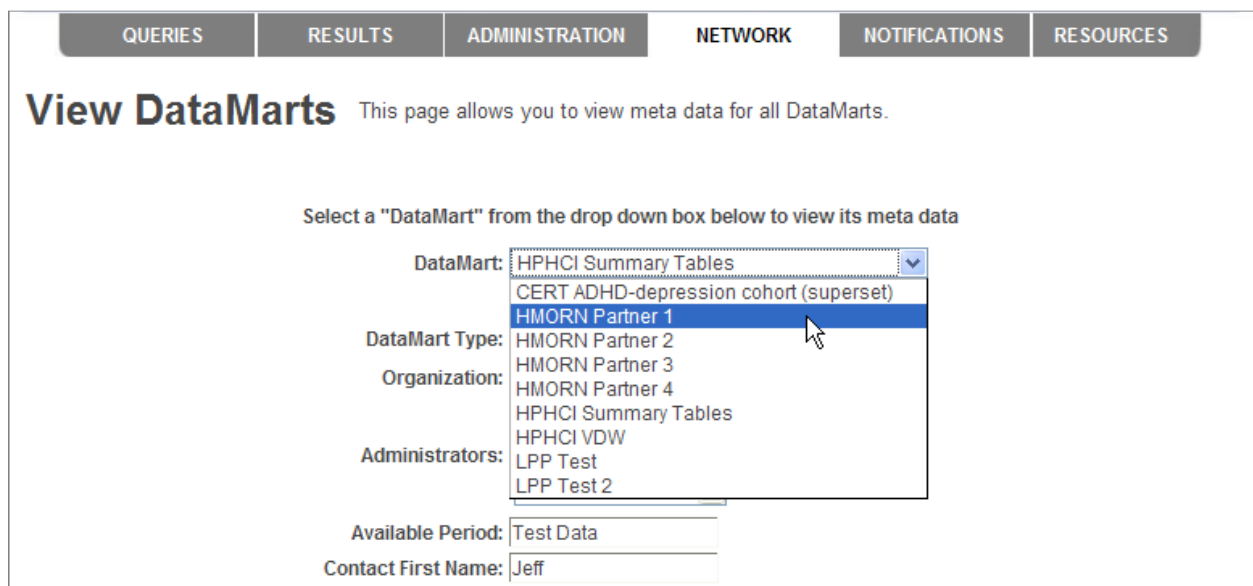 QUERIES RESULTS ADMINISTRATION NETWORK NOTIFICATIONS RESOURCES
View DataMarts This page allows you to view meta data for all DataMarts.
Select a "DataMart" from the drop down box below to view its meta data
DataMart: HPHCI Summary Tables
CERT ADHD-depression cohort (superset)
HMORN Partner 1
DataMart Type: HMORN Partner 2
HMORN Partner 3
Organization:
HMORN Partner 4
HPHCI Summary Tables
HPHCI VDW
Administrators:
LPP Test
LPP Test 2
Available Period: Test Data
Contact First Name: Jeff